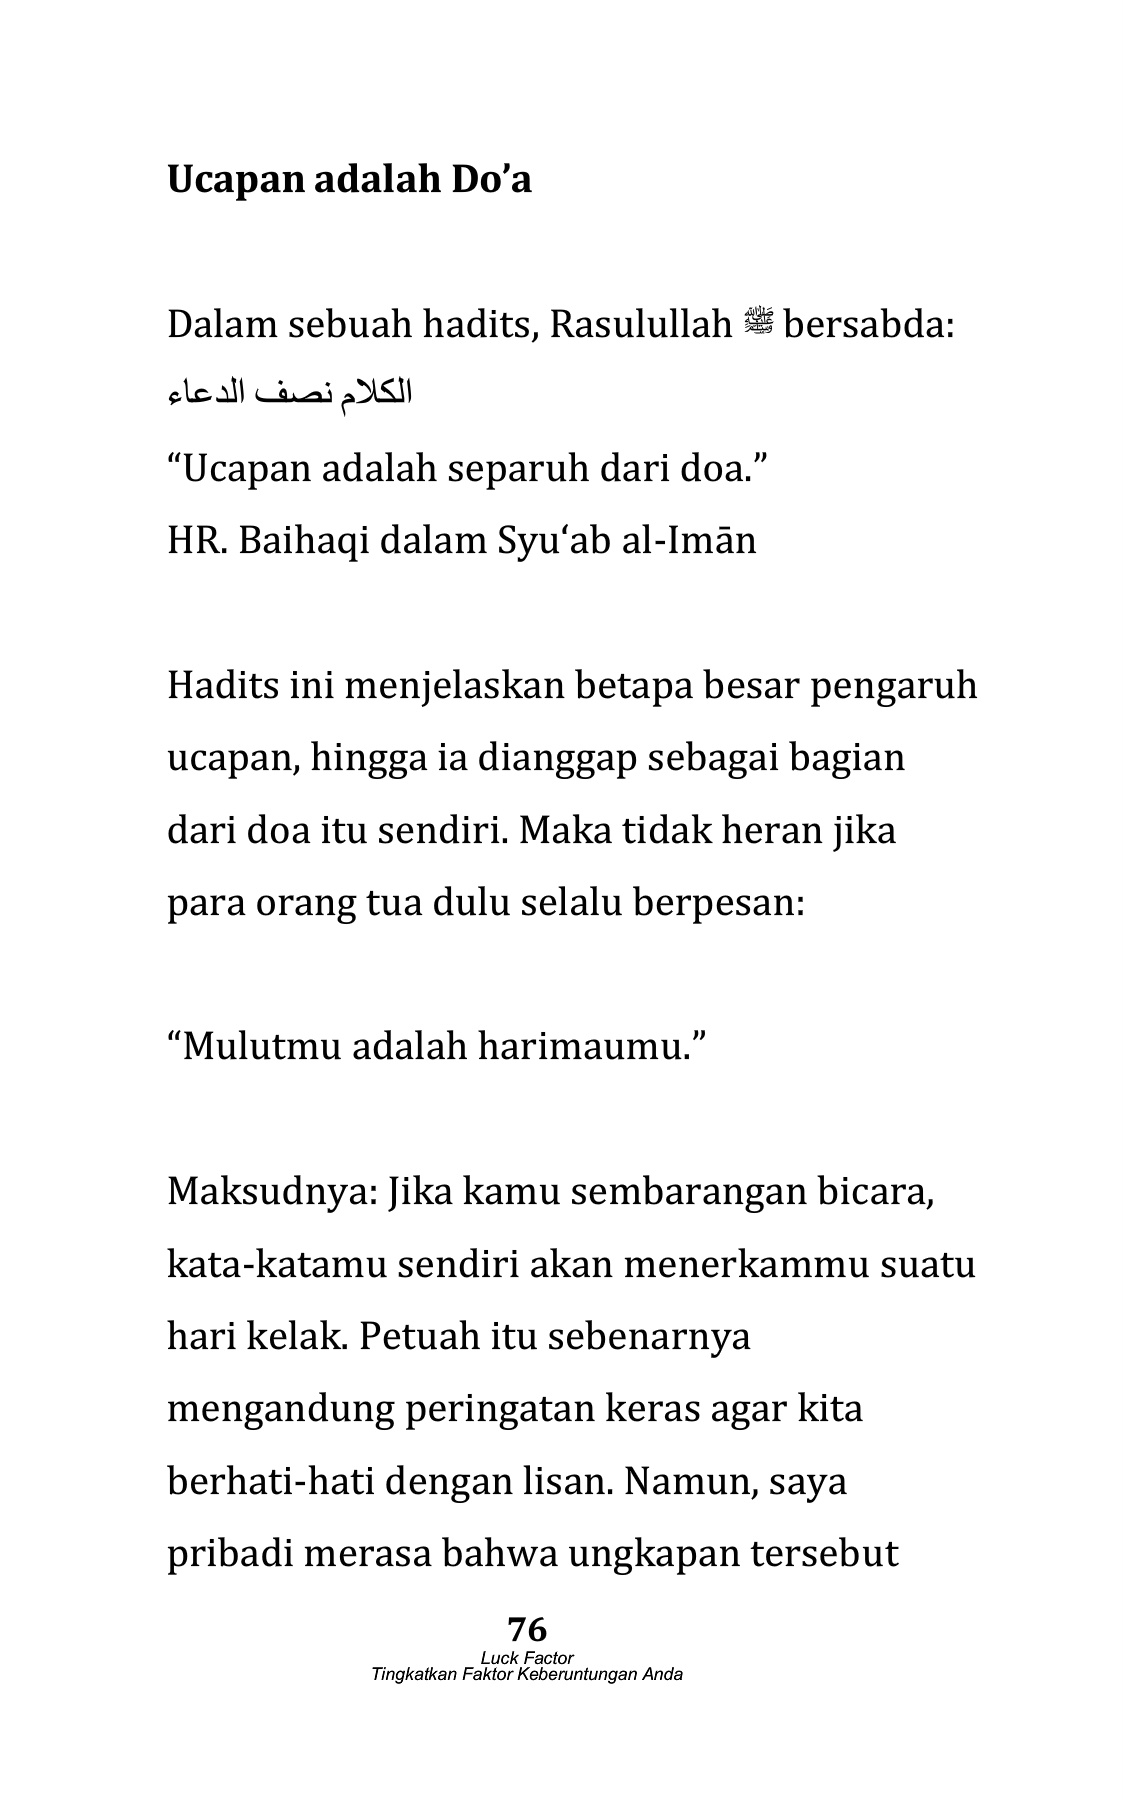 Ucapan adalah Do’a
Dalam sebuah hadits, Rasulullah ﷺ bersabda:
الكلام نصف الدعاء
“Ucapan adalah separuh dari doa.”
HR. Baihaqi dalam Syu‘ab al-Imān
Hadits ini menjelaskan betapa besar pengaruh
ucapan, hingga ia dianggap sebagai bagian
dari doa itu sendiri. Maka tidak heran jika
para orang tua dulu selalu berpesan:
“Mulutmu adalah harimaumu.”
Maksudnya: Jika kamu sembarangan bicara,
kata-katamu sendiri akan menerkammu suatu
hari kelak. Petuah itu sebenarnya
mengandung peringatan keras agar kita
berhati-hati dengan lisan. Namun, saya
pribadi merasa bahwa ungkapan tersebut
76
Luck Factor
Tingkatkan Faktor Keberuntungan Anda